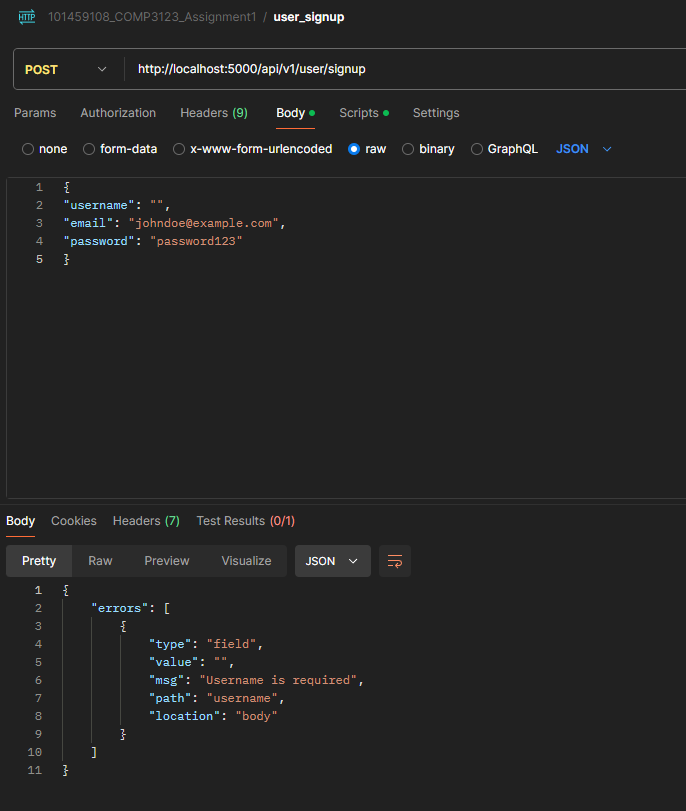 HTTP 101459108_COMP3123_Assignment1 / user_signup
POST http://localhost:5000/api/v1/user/signup
Params Authorization Headers (9) Body Scripts Settings
none form-data x-www-form-urlencoded raw binary GraphQL JSON
1 {
2 "username": "",
3 "email": "johndoe@example.com",
4 "password": "password123"
5 }
Body Cookies Headers (7) Test Results (0/1)
Pretty Raw Preview Visualize JSON
1 {
2 "errors": [
3 {
4 "type": "field",
5 "value": "",
6 "msg": "Username is required",
7 "path": "username",
8 "location": "body"
9 }
10 ]
11 }